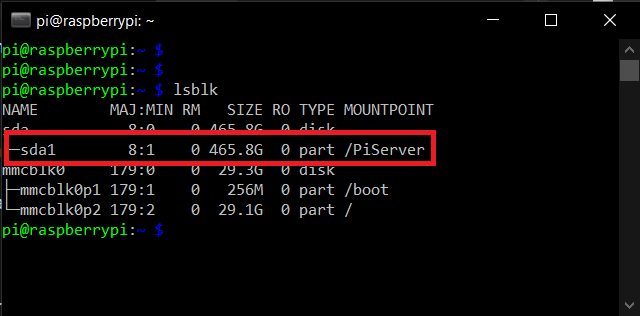 pi@raspberrypi: ~
pi@raspberrypi:~ $
pi@raspberrypi:~ $
pi@raspberrypi:~ $ lsblk
NAME        MAJ:MIN RM   SIZE RO TYPE MOUNTPOINT
sda           8:0    0 465.8G  0 disk
└─sda1        8:1    0 465.8G  0 part /PiServer
mmcblk0     179:0    0  29.3G  0 disk
├─mmcblk0p1 179:1    0   256M  0 part /boot
└─mmcblk0p2 179:2    0  29.1G  0 part /
pi@raspberrypi:~ $